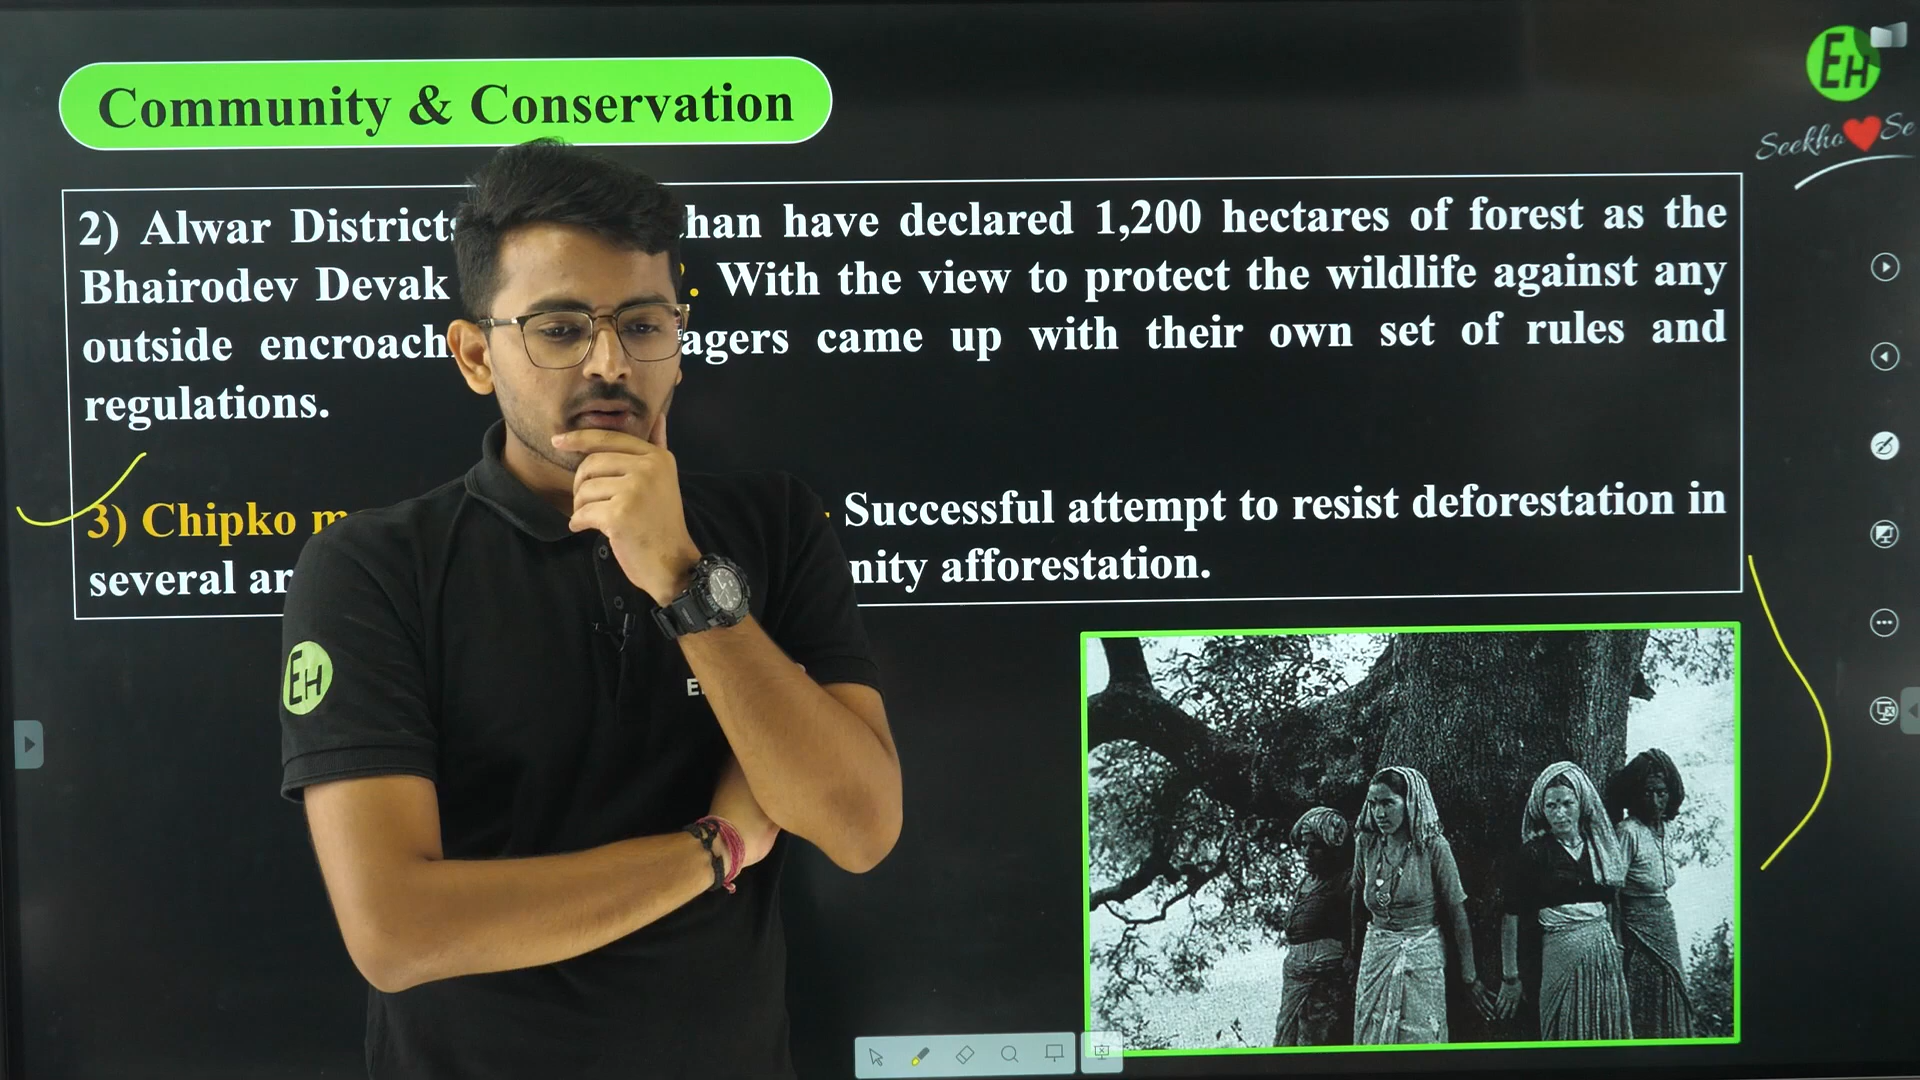 Community & Conservation
EH
Seekho ❤ Se
2) Alwar Districts han have declared 1,200 hectares of forest as the
Bhairodev Devak . With the view to protect the wildlife against any
outside encroach agers came up with their own set of rules and
regulations.
3) Chipko m - Successful attempt to resist deforestation in
several ar nity afforestation.
EH